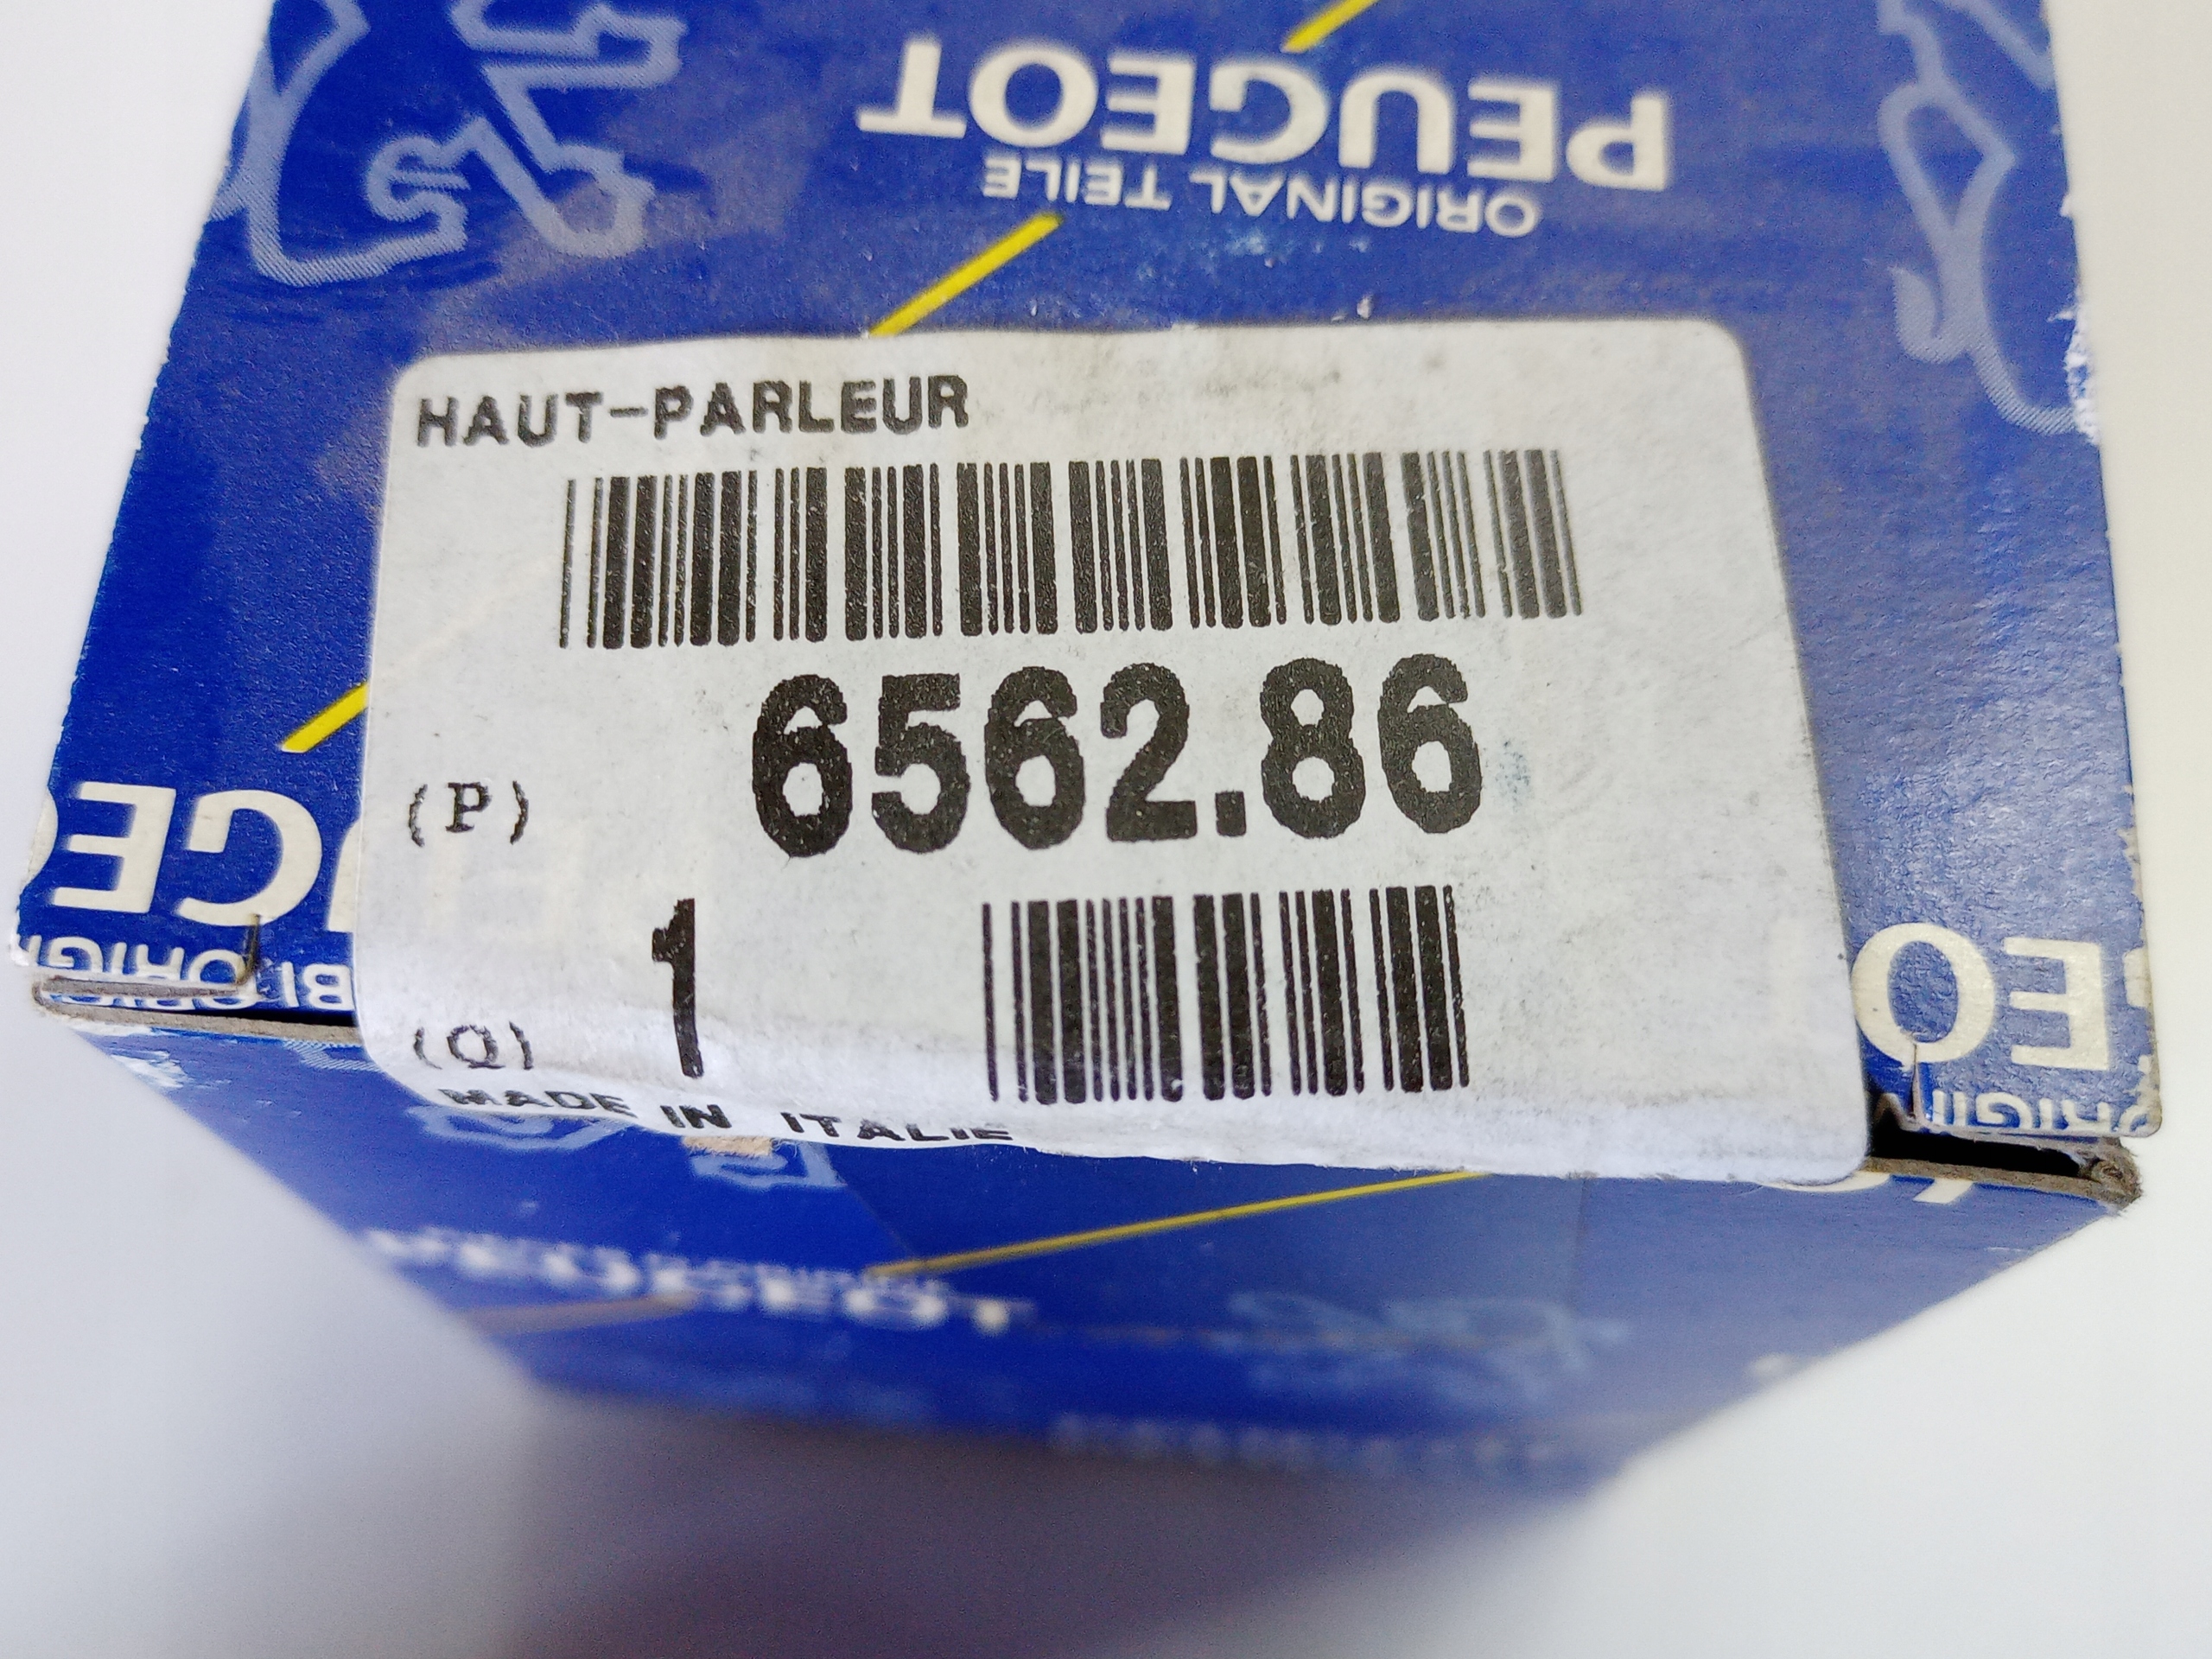 PEUGEOT
ORIGINAL TEILE
HAUT-PARLEUR
6562.86
(P)
(Q) 1
MADE IN ITALIE